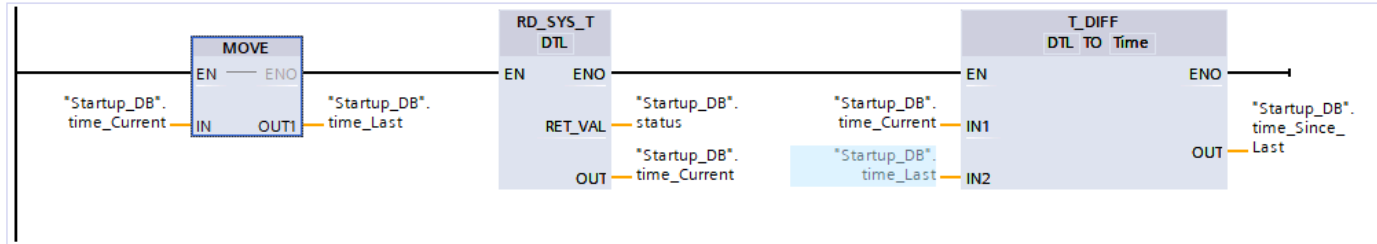 MOVE
EN ENO
"Startup_DB".
time_Current
IN OUT1
"Startup_DB".
time_Last
RD_SYS_T
DTL
EN ENO
RET_VAL
"Startup_DB".
status
OUT
"Startup_DB".
time_Current
T_DIFF
DTL TO Time
EN ENO
"Startup_DB".
time_Current
IN1
"Startup_DB".
time_Last
IN2
OUT
"Startup_DB".
time_Since_
Last